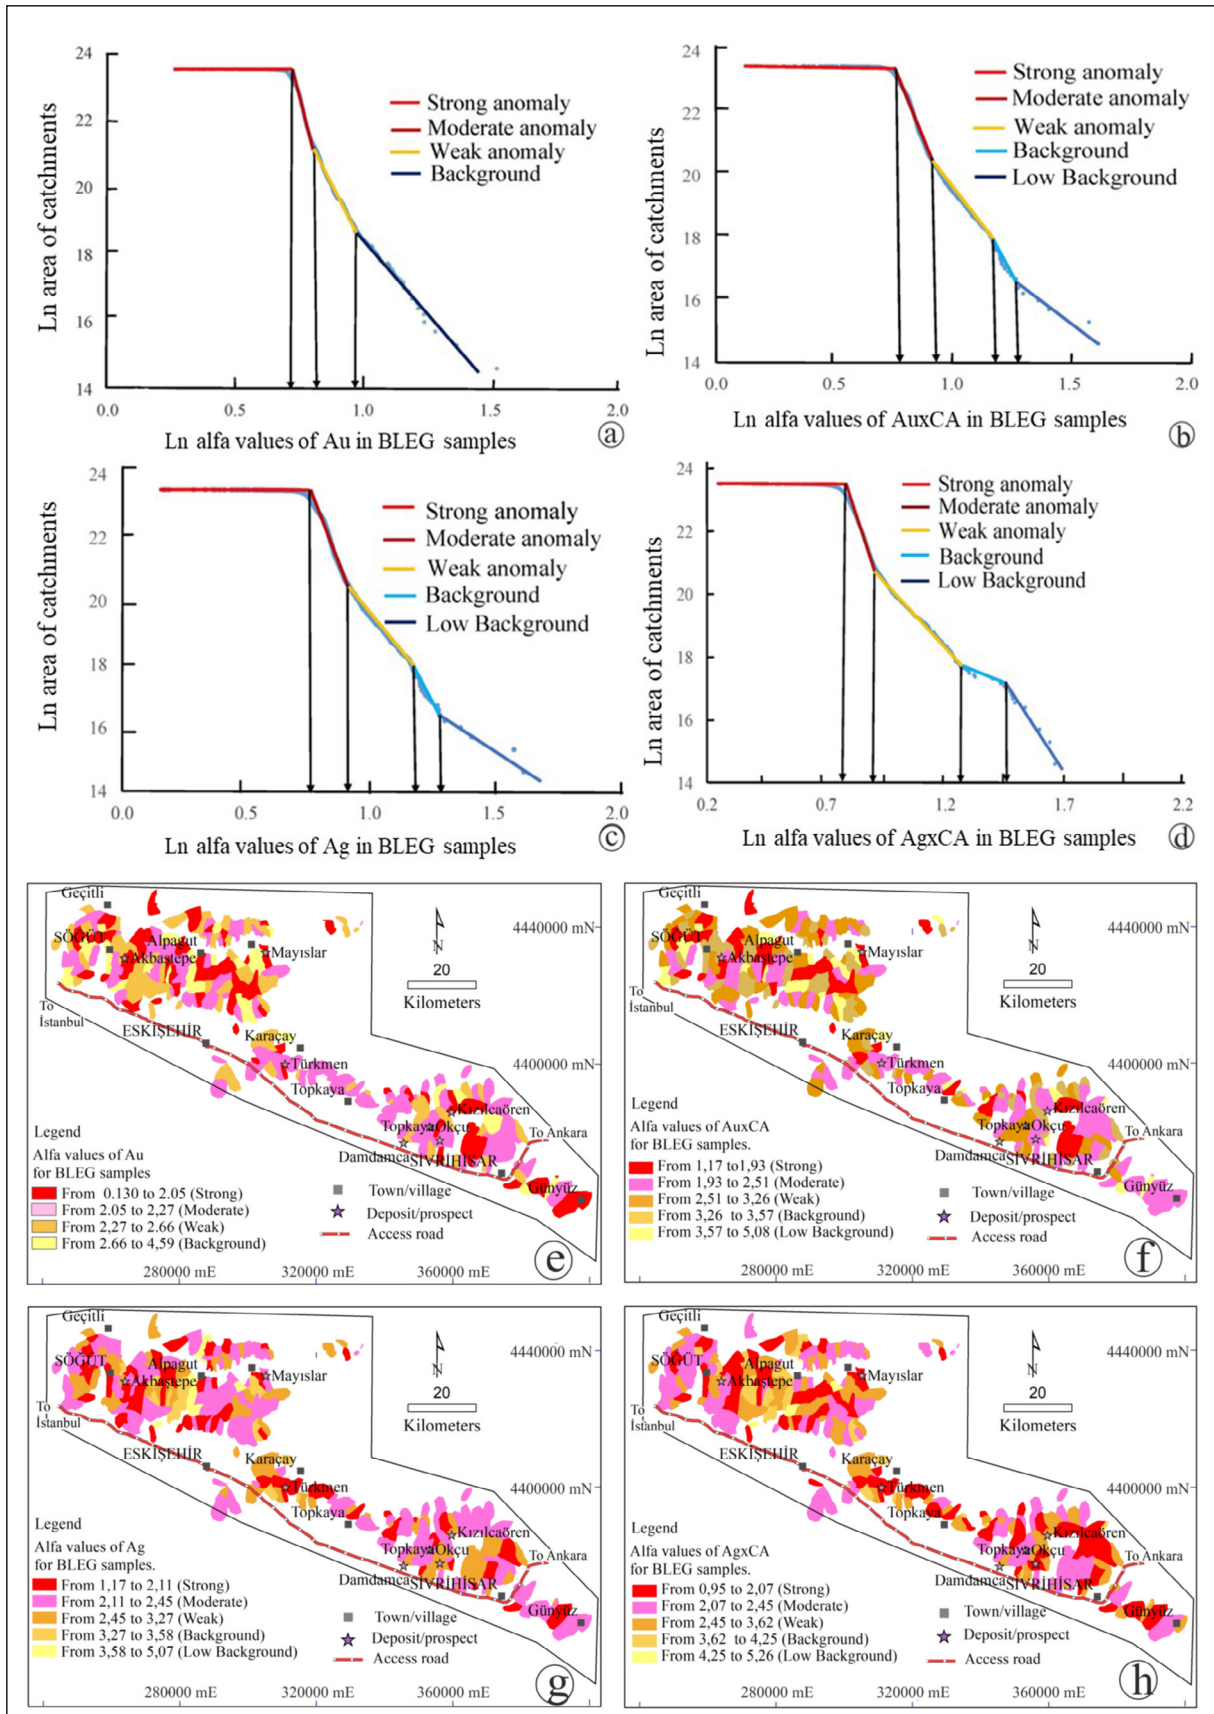 24
22
20
18
16
14
0.0
0.5
1.0
1.5
2.0
Ln area of catchments
Strong anomaly
Moderate anomaly
Weak anomaly
Background
Ln alfa values of Au in BLEG samples
a
24
22
20
18
16
14
0.0
0.5
1.0
1.5
2.0
Ln area of catchments
Strong anomaly
Moderate anomaly
Weak anomaly
Background
Low Background
Ln alfa values of AuxCA in BLEG samples
b
24
22
20
18
16
14
0.0
0.5
1.0
1.5
2.0
Ln area of catchments
Strong anomaly
Moderate anomaly
Weak anomaly
Background
Low Background
Ln alfa values of Ag in BLEG samples
c
24
22
20
18
16
14
0.2
0.7
1.2
1.7
2.2
Ln area of catchments
Strong anomaly
Moderate anomaly
Weak anomaly
Background
Low Background
Ln alfa values of AgxCA in BLEG samples
d
Geçitli
SÖĞÜT
Alpagut
Akbaştepe
Mayıslar
N
20
Kilometers
4440000 mN
To
İstanbul
ESKİŞEHİR
Karaçay
Türkmen
Topkaya
4400000 mN
Kızılcaören
Topkaya
Okçu
To Ankara
Damdamca
SİVRİHİSAR
Günyüz
Legend
Alfa values of Au
for BLEG samples
From 0.130 to 2.05 (Strong)
From 2.05 to 2,27 (Moderate)
From 2,27 to 2.66 (Weak)
From 2.66 to 4,59 (Background)
Town/village
Deposit/prospect
Access road
280000 mE
320000 mE
360000 mE
e
Geçitli
SÖĞÜT
Alpagut
Akbaştepe
Mayıslar
N
20
Kilometers
4440000 mN
To
İstanbul
ESKİŞEHİR
Karaçay
Türkmen
Topkaya
4400000 mN
Kızılcaören
Topkaya
Okçu
To Ankara
Damdamca
SİVRİHİSAR
Günyüz
Legend
Alfa values of AuxCA
for BLEG samples.
From 1,17 to1,93 (Strong)
From 1,93 to 2,51 (Moderate)
From 2,51 to 3,26 (Weak)
From 3,26 to 3,57 (Background)
From 3,57 to 5,08 (Low Background)
Town/village
Deposit/prospect
Access road
280000 mE
320000 mE
360000 mE
f
Geçitli
SÖĞÜT
Alpagut
Akbaştepe
Mayıslar
N
20
Kilometers
4440000 mN
To
İstanbul
ESKİŞEHİR
Karaçay
Türkmen
Topkaya
4400000 mN
Kızılcaören
Topkaya
Okçu
To Ankara
Damdamca
SİVRİHİSAR
Günyüz
Legend
Alfa values of Ag
for BLEG samples.
From 1,17 to 2,11 (Strong)
From 2,11 to 2,45 (Moderate)
From 2.45 to 3,27 (Weak)
From 3,27 to 3,58 (Background)
From 3,58 to 5,07 (Low Background)
Town/village
Deposit/prospect
Access road
280000 mE
320000 mE
360000 mE
g
Geçitli
SÖĞÜT
Alpagut
Akbaştepe
Mayıslar
N
20
Kilometers
4440000 mN
To
İstanbul
ESKİŞEHİR
Karaçay
Türkmen
Topkaya
4400000 mN
Kızılcaören
Topkaya
Okçu
To Ankara
Damdamca
SİVRİHİSAR
Günyüz
Legend
Alfa values of AgxCA
for BLEG samples.
From 0,95 to 2,07 (Strong)
From 2,07 to 2,45 (Moderate)
From 2,45 to 3,62 (Weak)
From 3,62 to 4,25 (Background)
From 4,25 to 5,26 (Low Background)
Town/village
Deposit/prospect
Access road
280000 mE
320000 mE
360000 mE
h